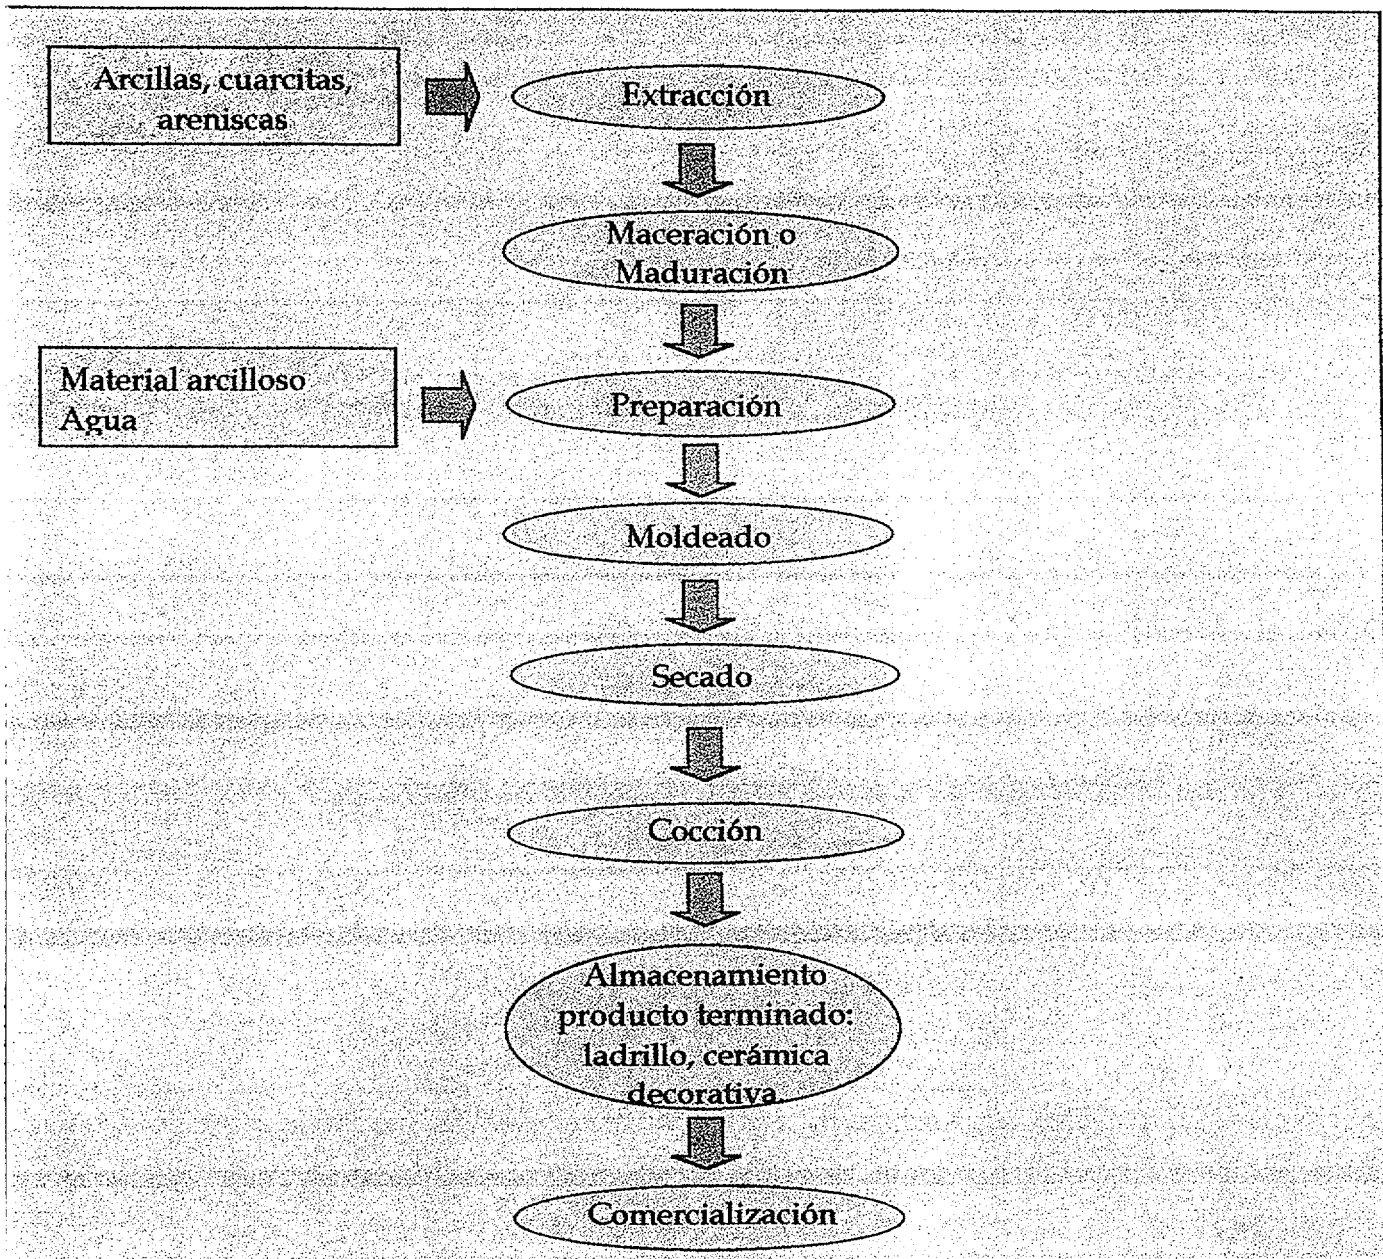 Arcillas, cuarcitas,
areniscas
Extracción
Maceración o
Maduración
Material arcilloso
Agua
Preparación
Moldeado
Secado
Cocción
Almacenamiento
producto terminado:
ladrillo, cerámica
decorativa.
Comercialización